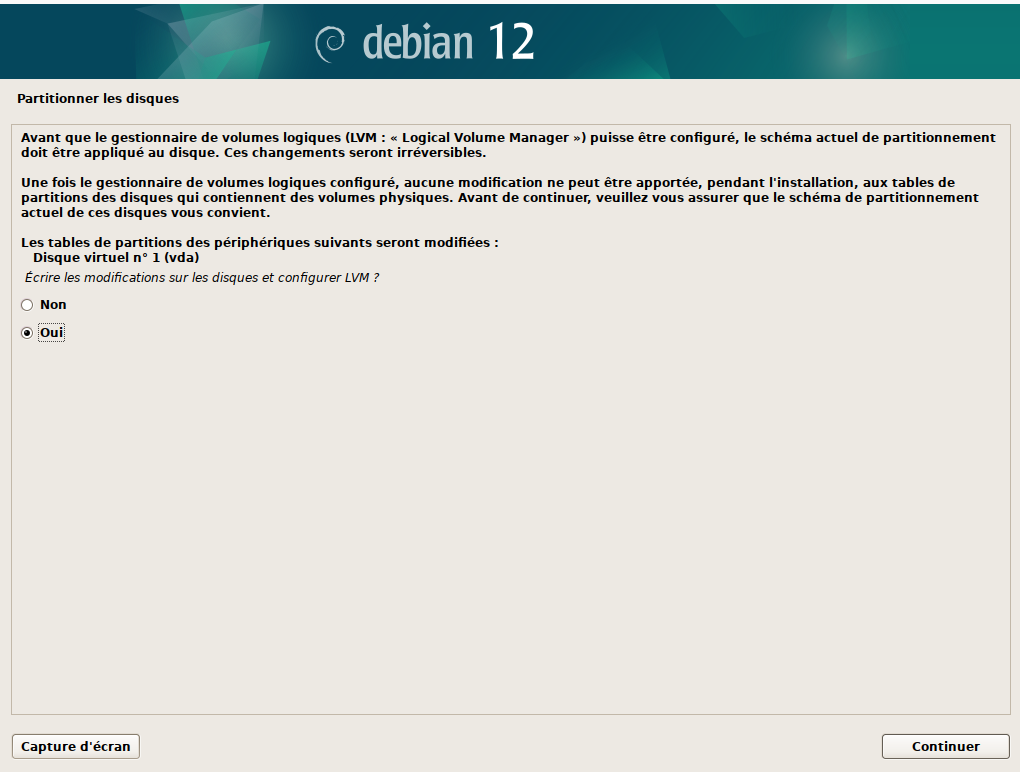 debian 12
Partitionner les disques
Avant que le gestionnaire de volumes logiques (LVM : « Logical Volume Manager ») puisse être configuré, le schéma actuel de partitionnement
doit être appliqué au disque. Ces changements seront irréversibles.
Une fois le gestionnaire de volumes logiques configuré, aucune modification ne peut être apportée, pendant l'installation, aux tables de
partitions des disques qui contiennent des volumes physiques. Avant de continuer, veuillez vous assurer que le schéma de partitionnement
actuel de ces disques vous convient.
Les tables de partitions des périphériques suivants seront modifiées :
Disque virtuel n° 1 (vda)
Écrire les modifications sur les disques et configurer LVM ?
Non
Oui
Capture d'écran
Continuer